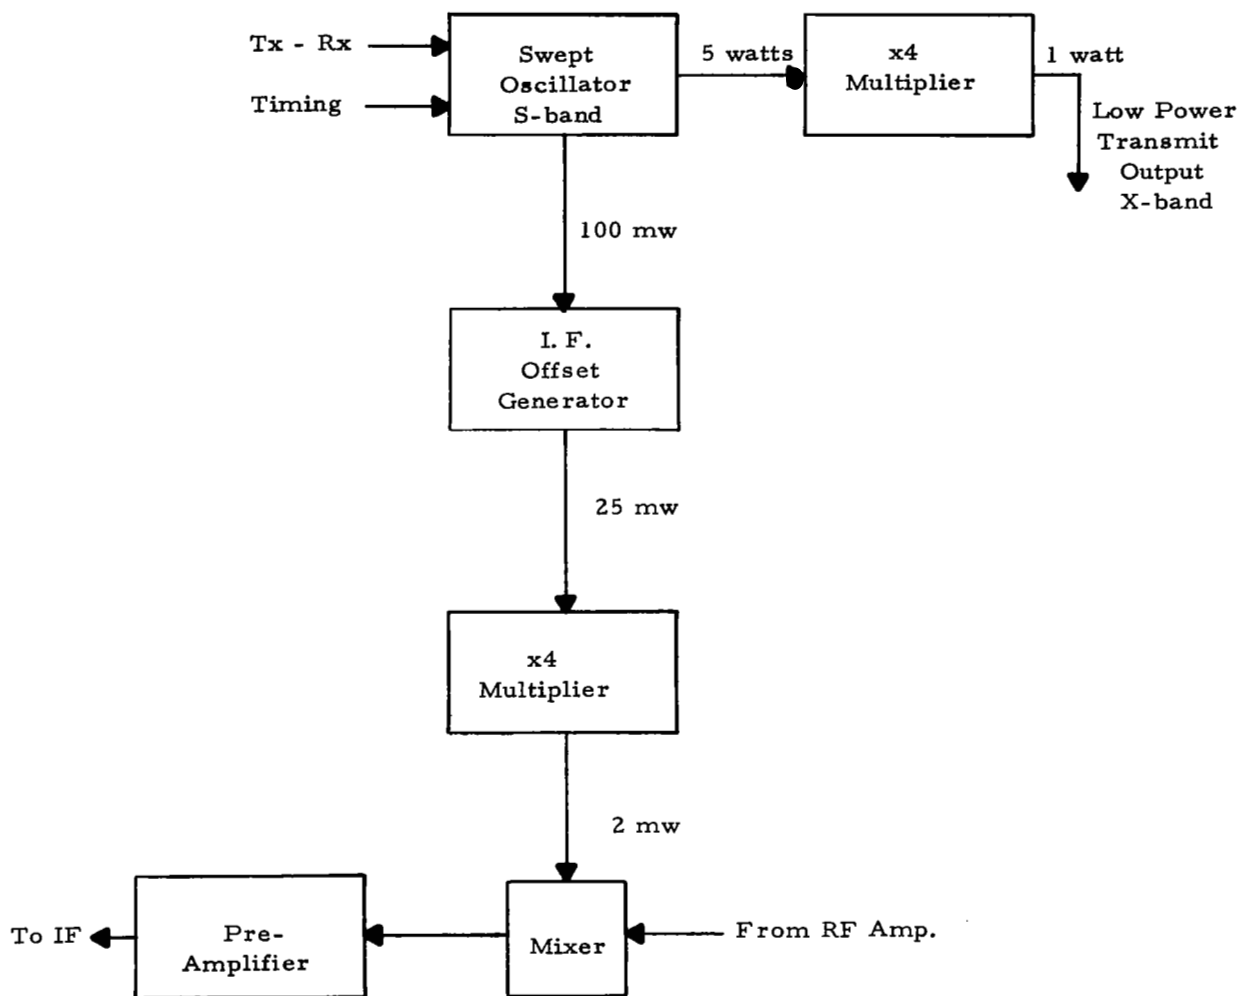 Tx - Rx
Timing
Swept
Oscillator
S-band
5 watts
x4
Multiplier
1 watt
Low Power
Transmit
Output
X-band
100 mw
I. F.
Offset
Generator
25 mw
x4
Multiplier
2 mw
To IF
Pre-
Amplifier
Mixer
From RF Amp.